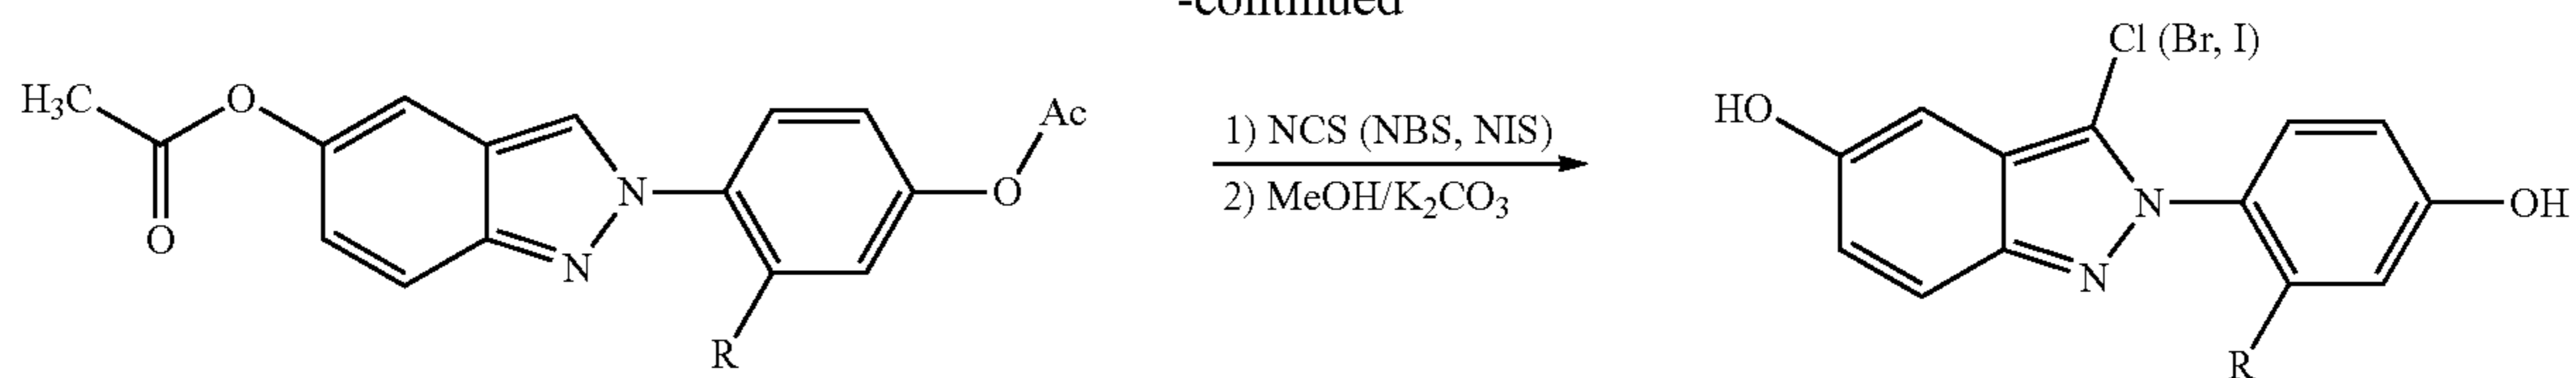 -continued
H₃C
O
O
N
N
R
O
Ac
1) NCS (NBS, NIS)
2) MeOH/K₂CO₃
Cl (Br, I)
HO
N
N
OH
R